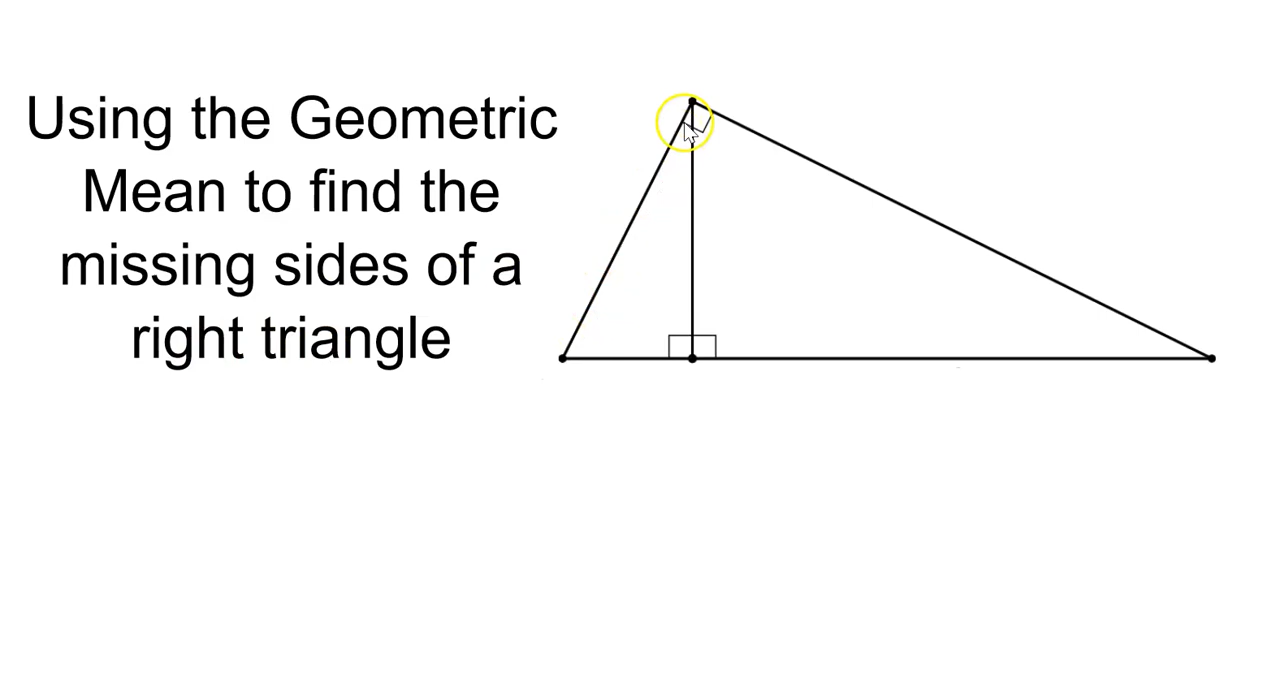 Using the Geometric
Mean to find the
missing sides of a
right triangle